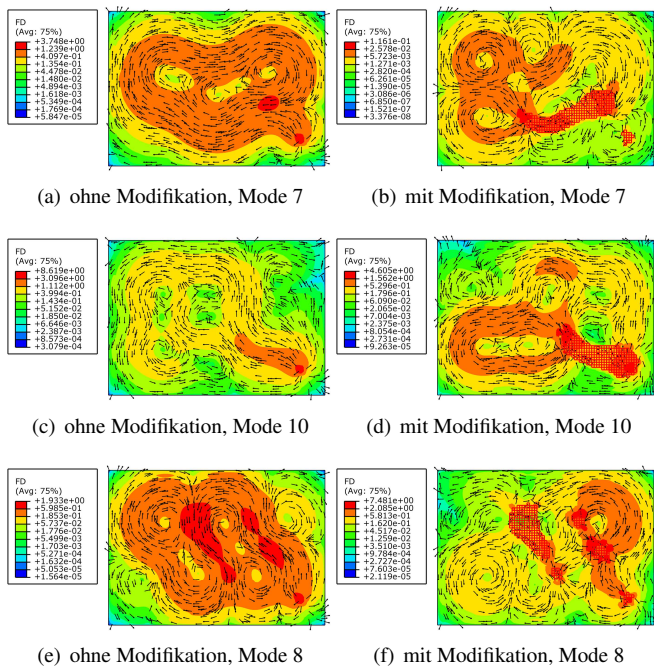 FD
(Avg: 75%)
+3.748e+00
+1.239e+00
+4.097e-01
+1.354e-01
+4.478e-02
+1.480e-02
+4.894e-03
+1.618e-03
+5.349e-04
+1.769e-04
+5.847e-05
FD
(Avg: 75%)
+1.161e-01
+2.578e-02
+5.723e-03
+1.271e-03
+2.820e-04
+6.261e-05
+1.390e-05
+3.086e-06
+6.850e-07
+1.521e-07
+3.376e-08
(a) ohne Modifikation, Mode 7
(b) mit Modifikation, Mode 7
FD
(Avg: 75%)
+8.619e+00
+3.096e+00
+1.112e+00
+3.994e-01
+1.434e-01
+5.152e-02
+1.850e-02
+6.646e-03
+2.387e-03
+8.573e-04
+3.079e-04
FD
(Avg: 75%)
+4.605e+00
+1.562e+00
+5.296e-01
+1.796e-01
+6.090e-02
+2.065e-02
+7.004e-03
+2.375e-03
+8.054e-04
+2.731e-04
+9.263e-05
(c) ohne Modifikation, Mode 10
(d) mit Modifikation, Mode 10
FD
(Avg: 75%)
+1.933e+00
+5.985e-01
+1.853e-01
+5.737e-02
+1.776e-02
+5.499e-03
+1.703e-03
+5.271e-04
+1.632e-04
+5.053e-05
+1.564e-05
FD
(Avg: 75%)
+7.481e+00
+2.085e+00
+5.813e-01
+1.620e-01
+4.517e-02
+1.259e-02
+3.510e-03
+9.784e-04
+2.727e-04
+7.603e-05
+2.119e-05
(e) ohne Modifikation, Mode 8
(f) mit Modifikation, Mode 8